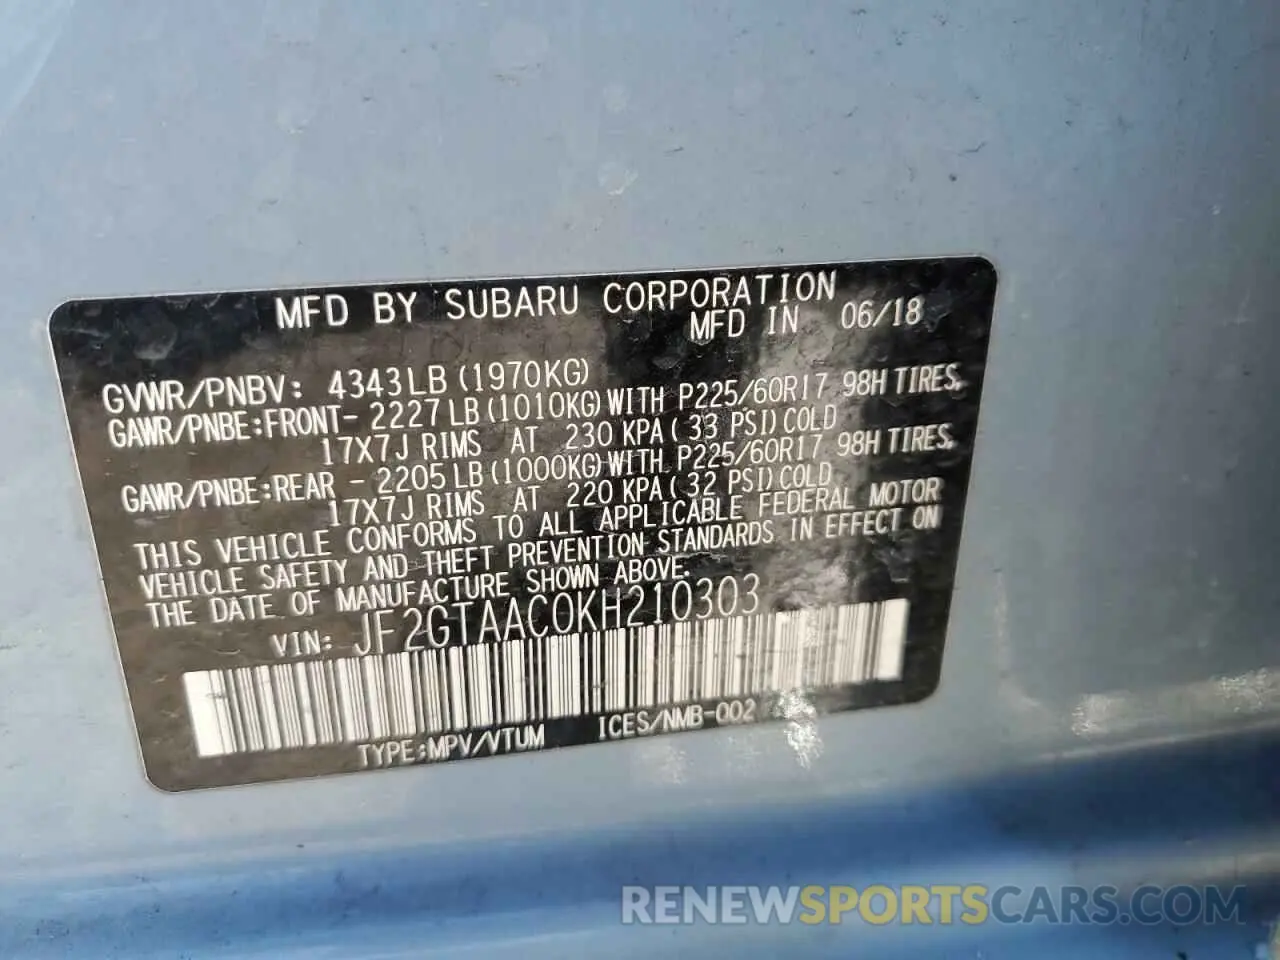 MFD BY SUBARU CORPORATION
MFD IN 06/18
GVWR/PNBV: 4343LB (1970KG)
GAWR/PNBE:FRONT- 2227LB (1010KG) WITH P225/60R17 98H TIRES,
17X7J RIMS AT 230 KPA( 33 PSI) COLD
GAWR/PNBE:REAR - 2205LB (1000KG) WITH P225/60R17 98H TIRES,
17X7J RIMS AT 220 KPA( 32 PSI) COLD
THIS VEHICLE CONFORMS TO ALL APPLICABLE FEDERAL MOTOR
VEHICLE SAFETY AND THEFT PREVENTION STANDARDS IN EFFECT ON
THE DATE OF MANUFACTURE SHOWN ABOVE.
VIN: JF2GTAAC0KH210303
TYPE:MPV/VTUM ICES/NMB-002
RENEWSPORTSCARS.COM